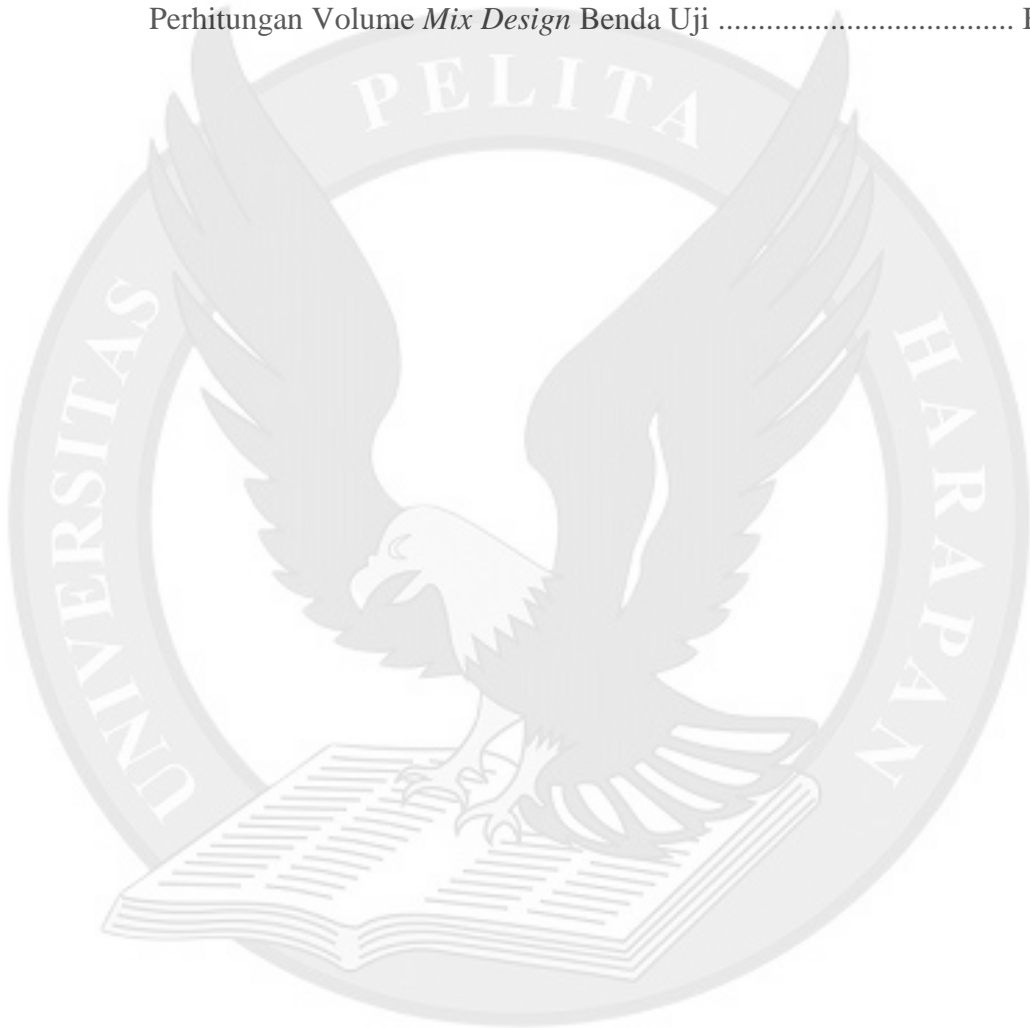 Perhitungan Volume Mix Design Benda Uji ....................................
PELITA
UNIVERSITAS
HARAPAN